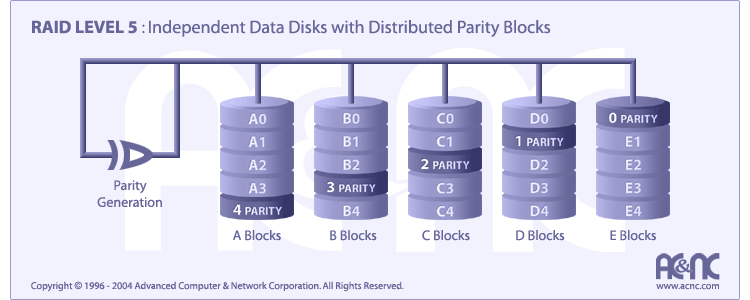 RAID LEVEL 5 : Independent Data Disks with Distributed Parity Blocks
A0 B0 C0 D0 0 PARITY
A1 B1 C1 1 PARITY E1
A2 B2 2 PARITY D2 E2
A3 3 PARITY C3 D3 E3
4 PARITY B4 C4 D4 E4
Parity
Generation
A Blocks B Blocks C Blocks D Blocks E Blocks
AC&NC
Copyright © 1996 - 2004 Advanced Computer & Network Corporation. All Rights Reserved.
www.acnc.com